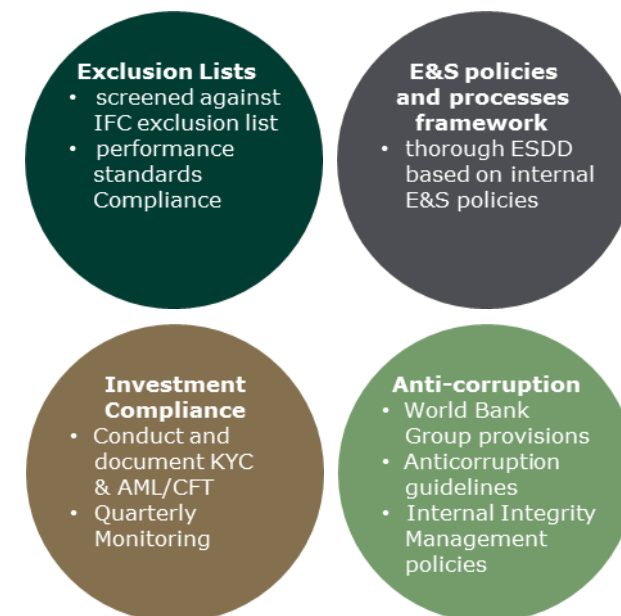 Exclusion Lists
• screened against
IFC exclusion list
• performance
standards
Compliance
E&S policies
and processes
framework
• thorough ESDD
based on internal
E&S policies
Investment
Compliance
• Conduct and
document KYC
& AML/CFT
• Quarterly
Monitoring
Anti-corruption
• World Bank
Group provisions
• Anticorruption
guidelines
• Internal Integrity
Management
policies